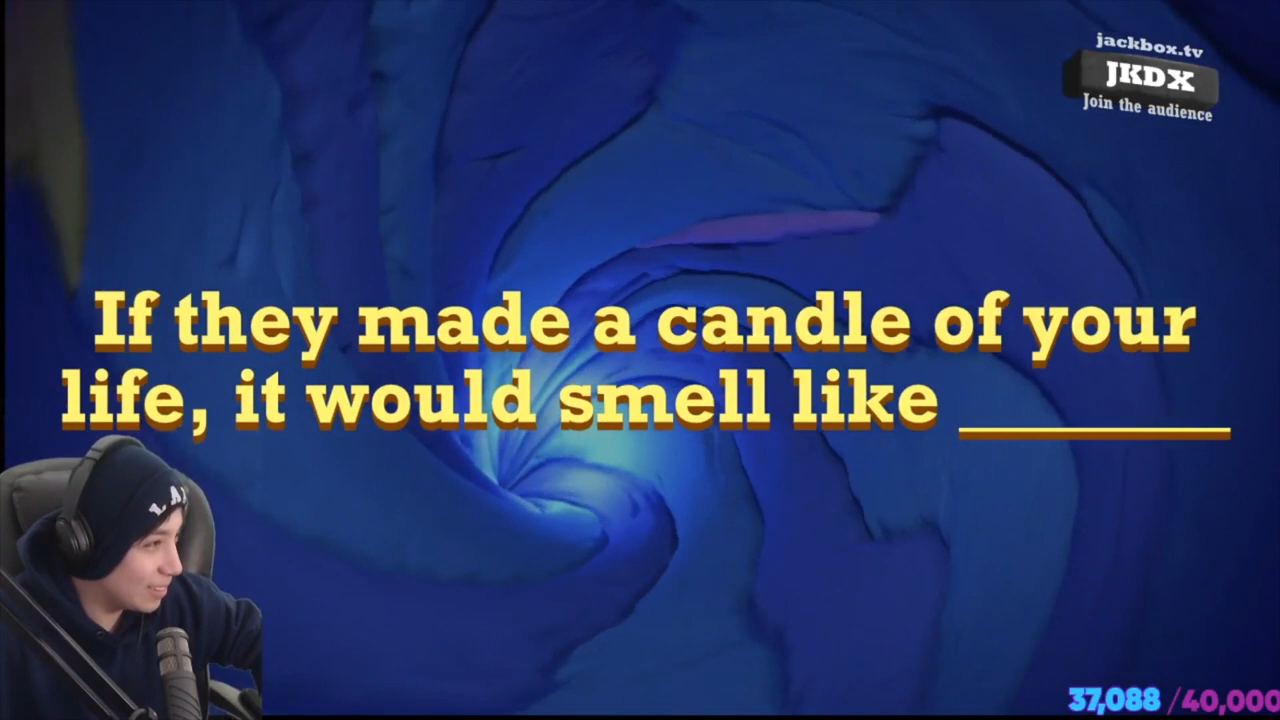 jackbox.tv
JKDX
Join the audience
If they made a candle of your
life, it would smell like ________
37,088 /40,000